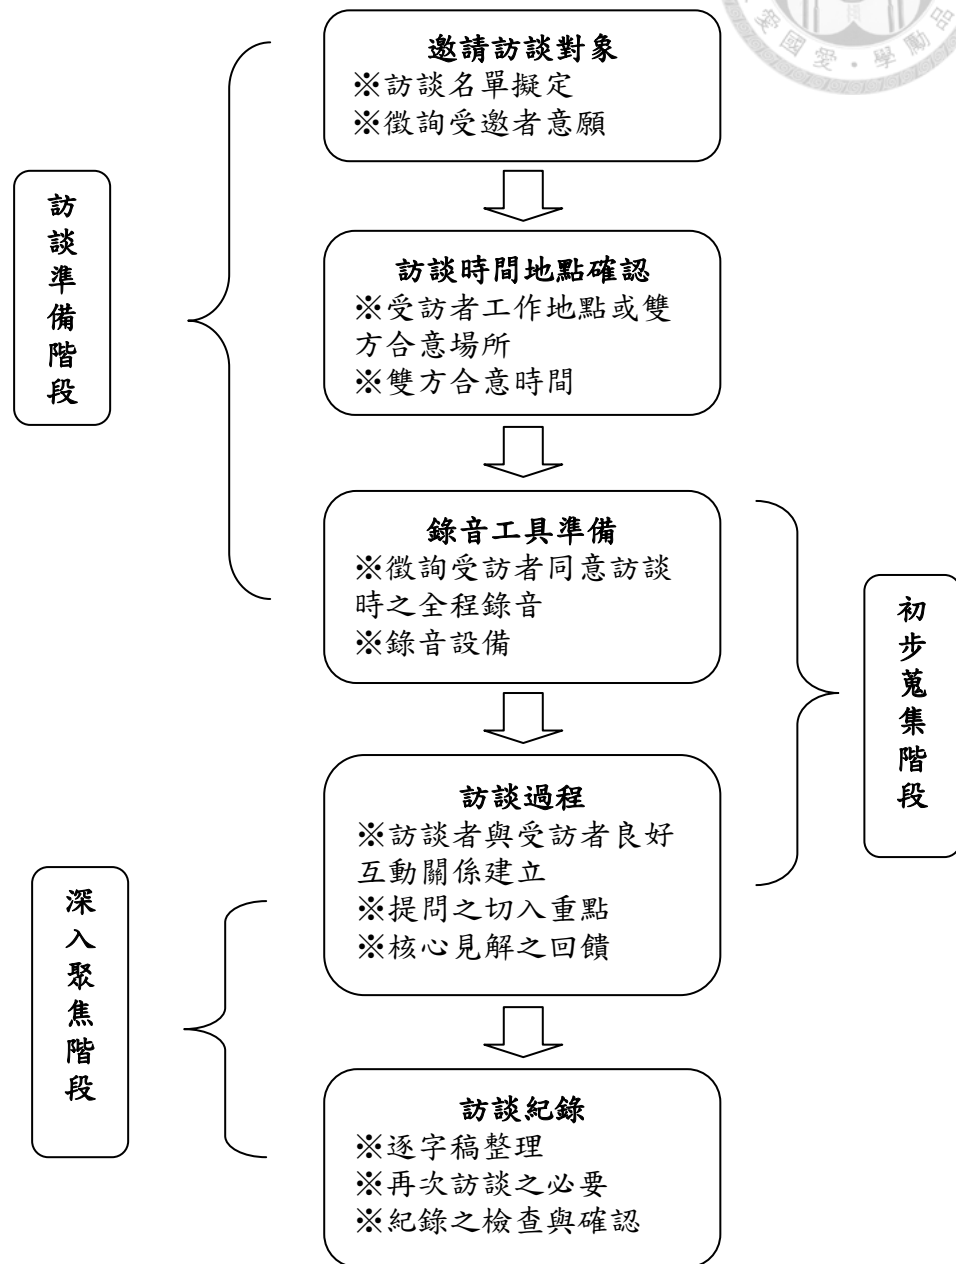 邀請訪談對象
※訪談名單擬定
※徵詢受邀者意願
訪談準備階段
訪談時間地點確認
※受訪者工作地點或雙
方合意場所
※雙方合意時間
錄音工具準備
※徵詢受訪者同意訪談
時之全程錄音
※錄音設備
初步蒐集階段
訪談過程
※訪談者與受訪者良好
互動關係建立
※提問之切入重點
※核心見解之回饋
深入聚焦階段
訪談紀錄
※逐字稿整理
※再次訪談之必要
※紀錄之檢查與確認
愛國愛・學勵